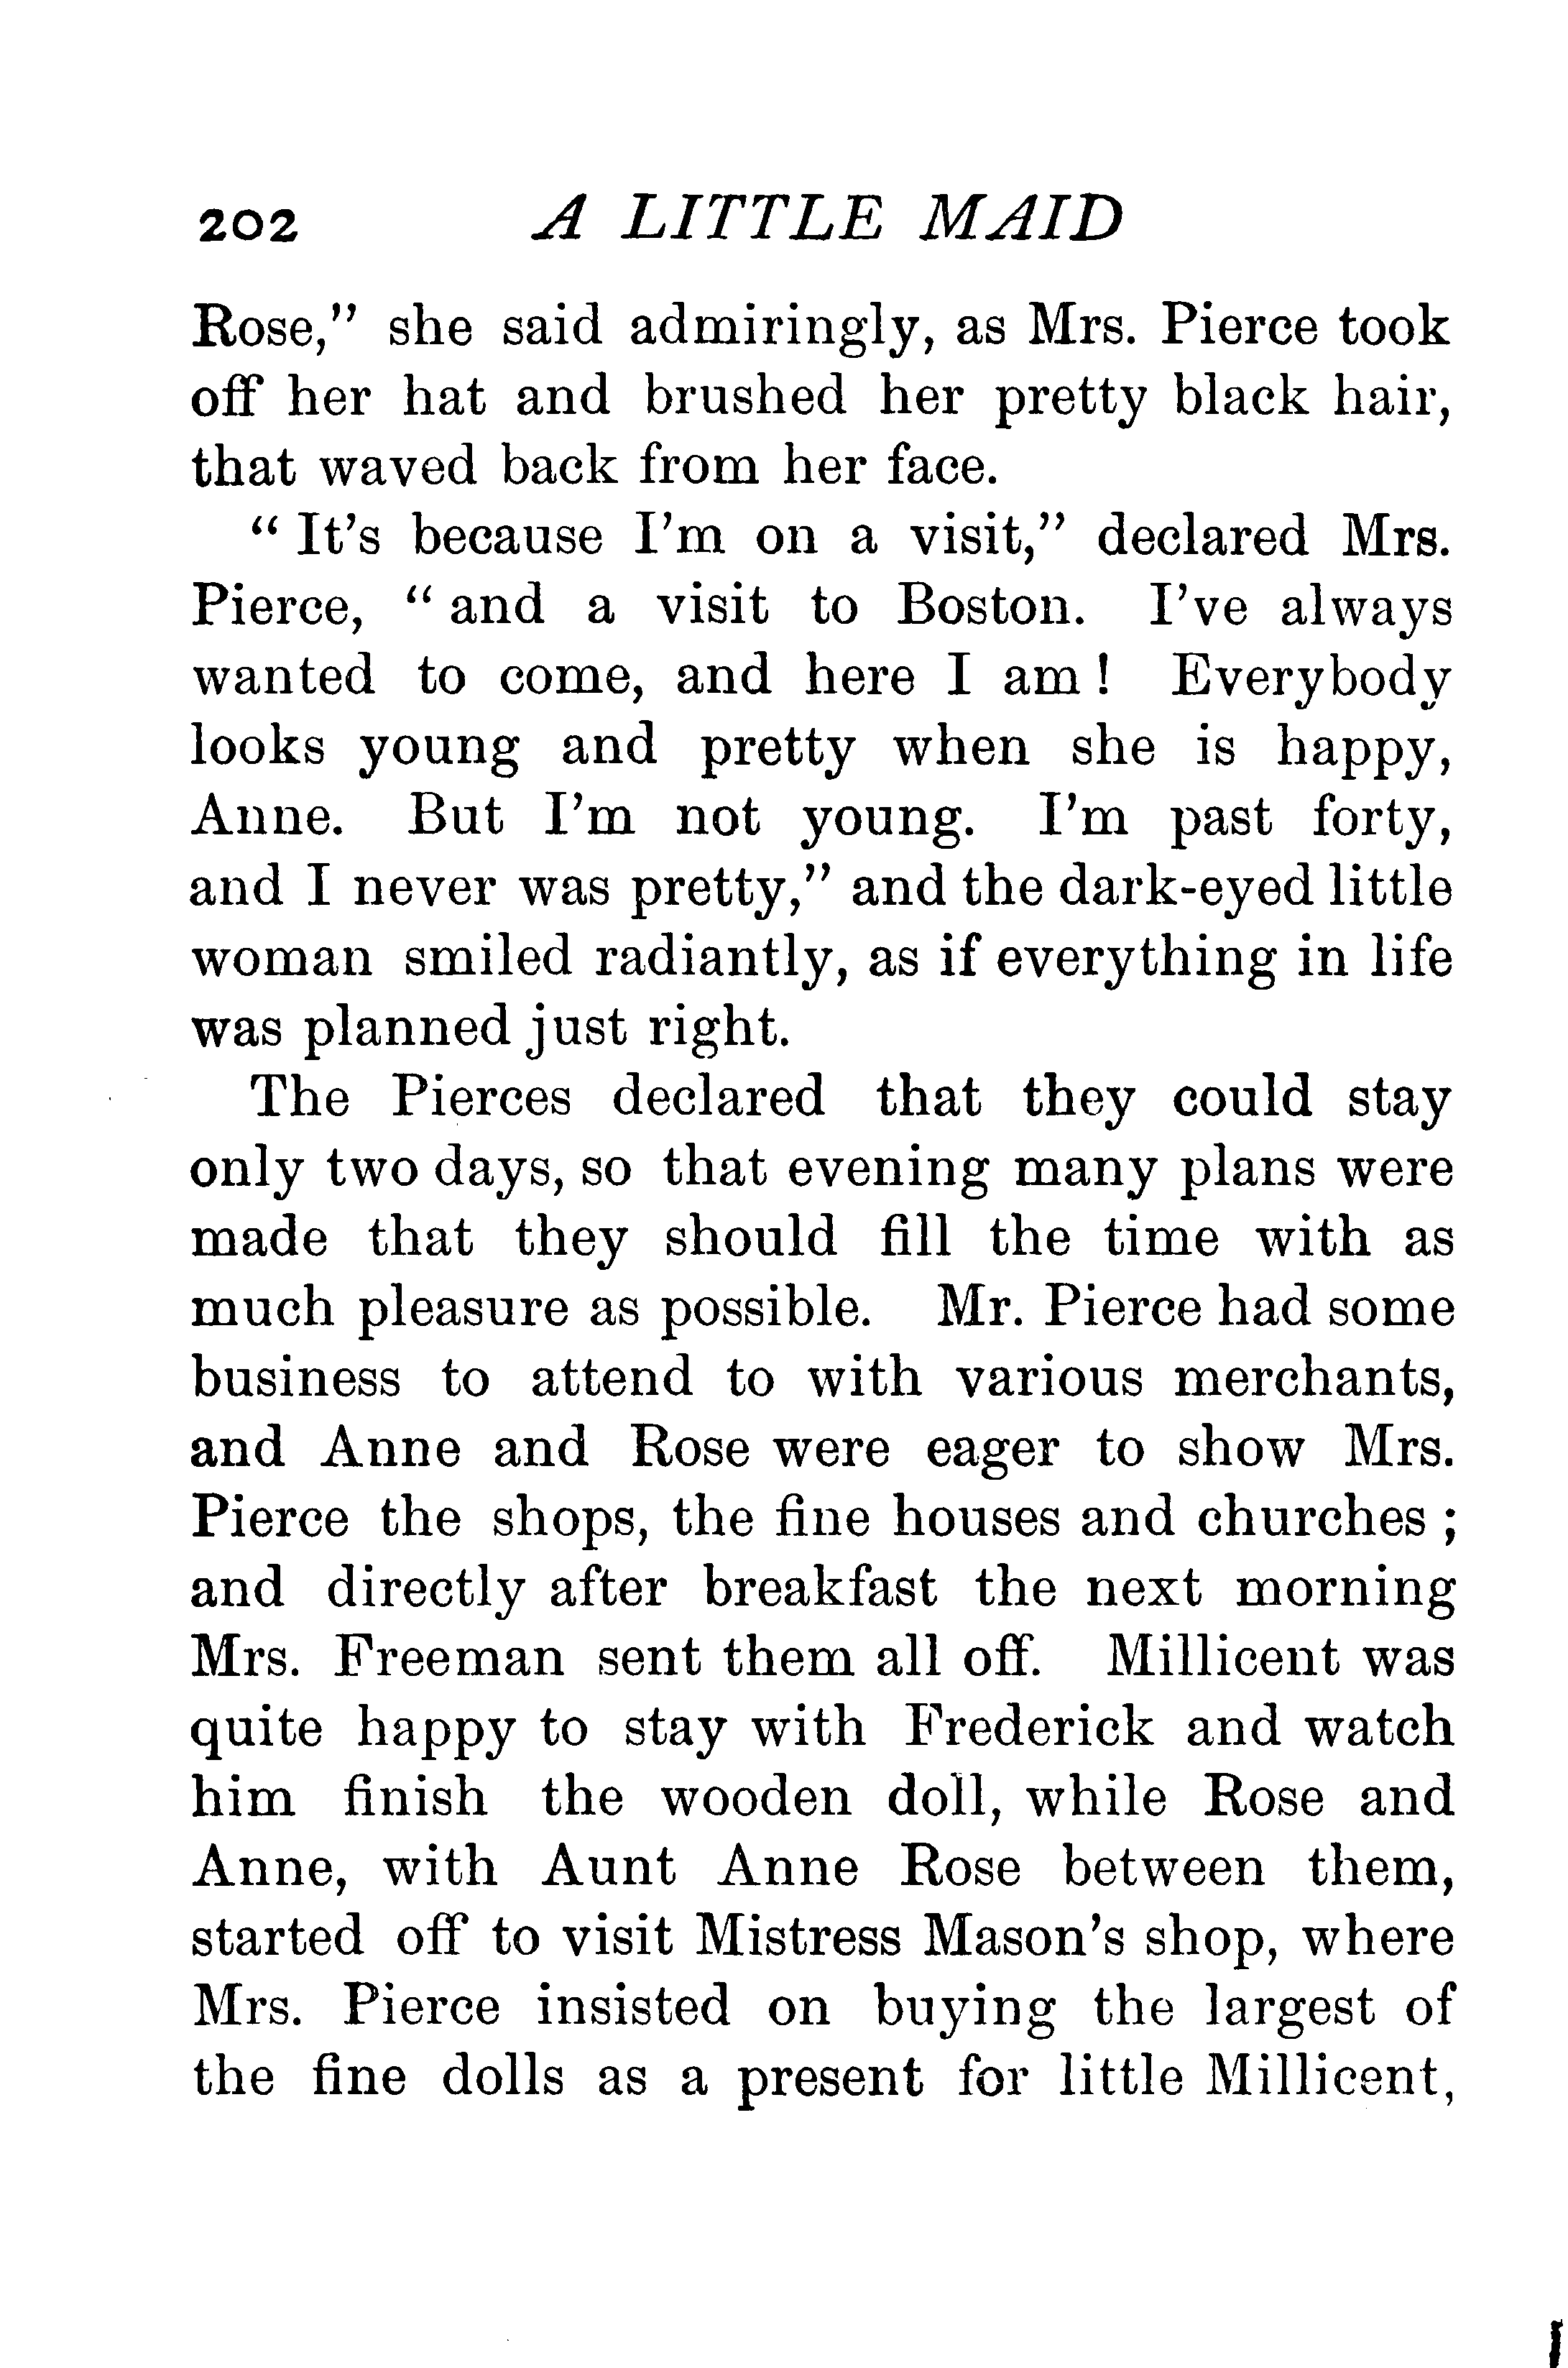 202 A LITTLE MAID
Rose," she said admiringly, as Mrs. Pierce took
off her hat and brushed her pretty black hair,
that waved back from her face.
"It's because I'm on a visit," declared Mrs.
Pierce, "and a visit to Boston. I've always
wanted to come, and here I am! Everybody
looks young and pretty when she is happy,
Anne. But I'm not young. I'm past forty,
and I never was pretty," and the dark-eyed little
woman smiled radiantly, as if everything in life
was planned just right.
The Pierces declared that they could stay
only two days, so that evening many plans were
made that they should fill the time with as
much pleasure as possible. Mr. Pierce had some
business to attend to with various merchants,
and Anne and Rose were eager to show Mrs.
Pierce the shops, the fine houses and churches;
and directly after breakfast the next morning
Mrs. Freeman sent them all off. Millicent was
quite happy to stay with Frederick and watch
him finish the wooden doll, while Rose and
Anne, with Aunt Anne Rose between them,
started off to visit Mistress Mason's shop, where
Mrs. Pierce insisted on buying the largest of
the fine dolls as a present for little Millicent,